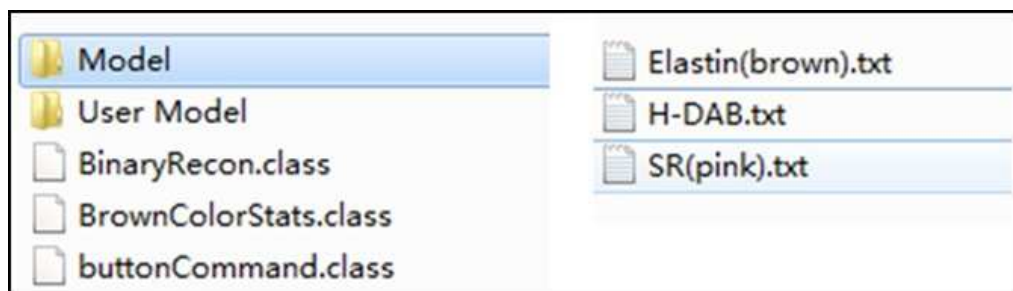 Model
User Model
BinaryRecon.class
BrownColorStats.class
buttonCommand.class
Elastin(brown).txt
H-DAB.txt
SR(pink).txt